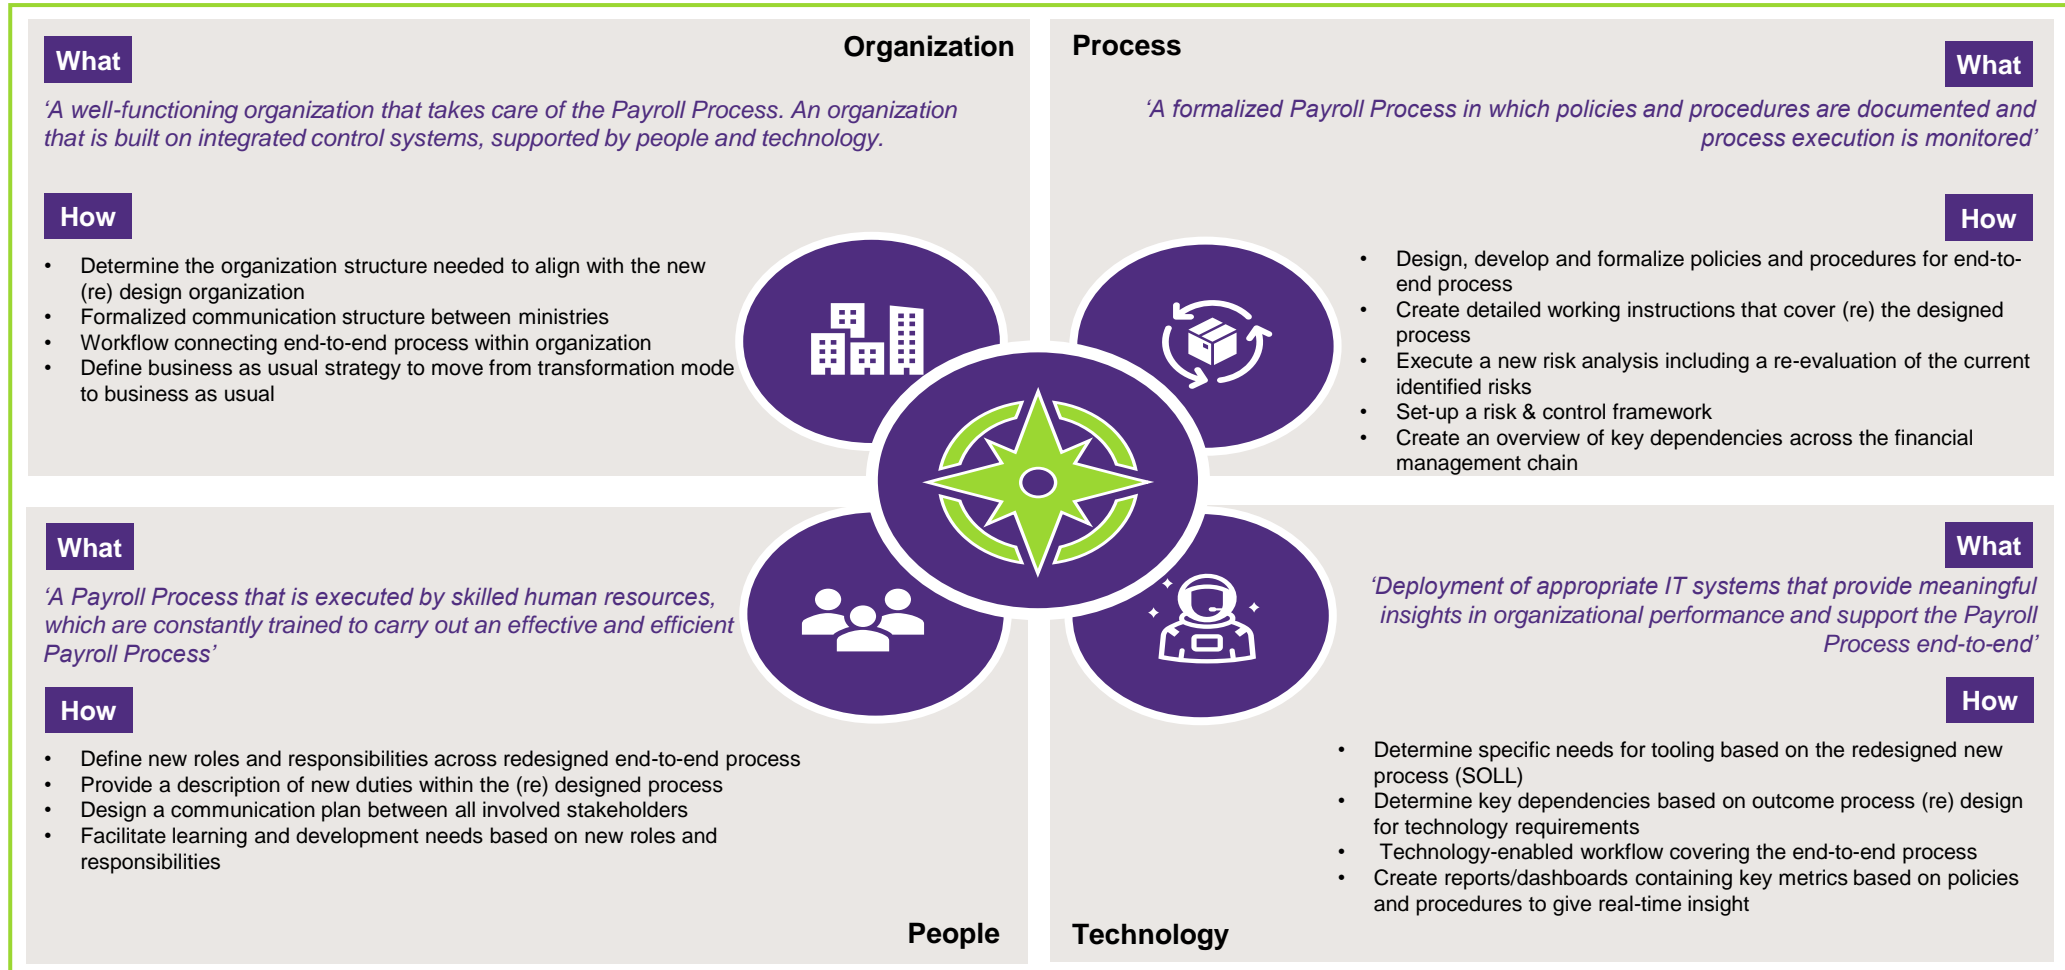 Organization
What
‘A well-functioning organization that takes care of the Payroll Process. An organization
that is built on integrated control systems, supported by people and technology.
How
• Determine the organization structure needed to align with the new
(re) design organization
• Formalized communication structure between ministries
• Workflow connecting end-to-end process within organization
• Define business as usual strategy to move from transformation mode
to business as usual
Process
What
‘A formalized Payroll Process in which policies and procedures are documented and
process execution is monitored’
How
• Design, develop and formalize policies and procedures for end-to-
end process
• Create detailed working instructions that cover (re) the designed
process
• Execute a new risk analysis including a re-evaluation of the current
identified risks
• Set-up a risk & control framework
• Create an overview of key dependencies across the financial
management chain
What
‘A Payroll Process that is executed by skilled human resources,
which are constantly trained to carry out an effective and efficient
Payroll Process’
How
• Define new roles and responsibilities across redesigned end-to-end process
• Provide a description of new duties within the (re) designed process
• Design a communication plan between all involved stakeholders
• Facilitate learning and development needs based on new roles and
responsibilities
People
What
‘Deployment of appropriate IT systems that provide meaningful
insights in organizational performance and support the Payroll
Process end-to-end’
How
• Determine specific needs for tooling based on the redesigned new
process (SOLL)
• Determine key dependencies based on outcome process (re) design
for technology requirements
• Technology-enabled workflow covering the end-to-end process
• Create reports/dashboards containing key metrics based on policies
and procedures to give real-time insight
Technology